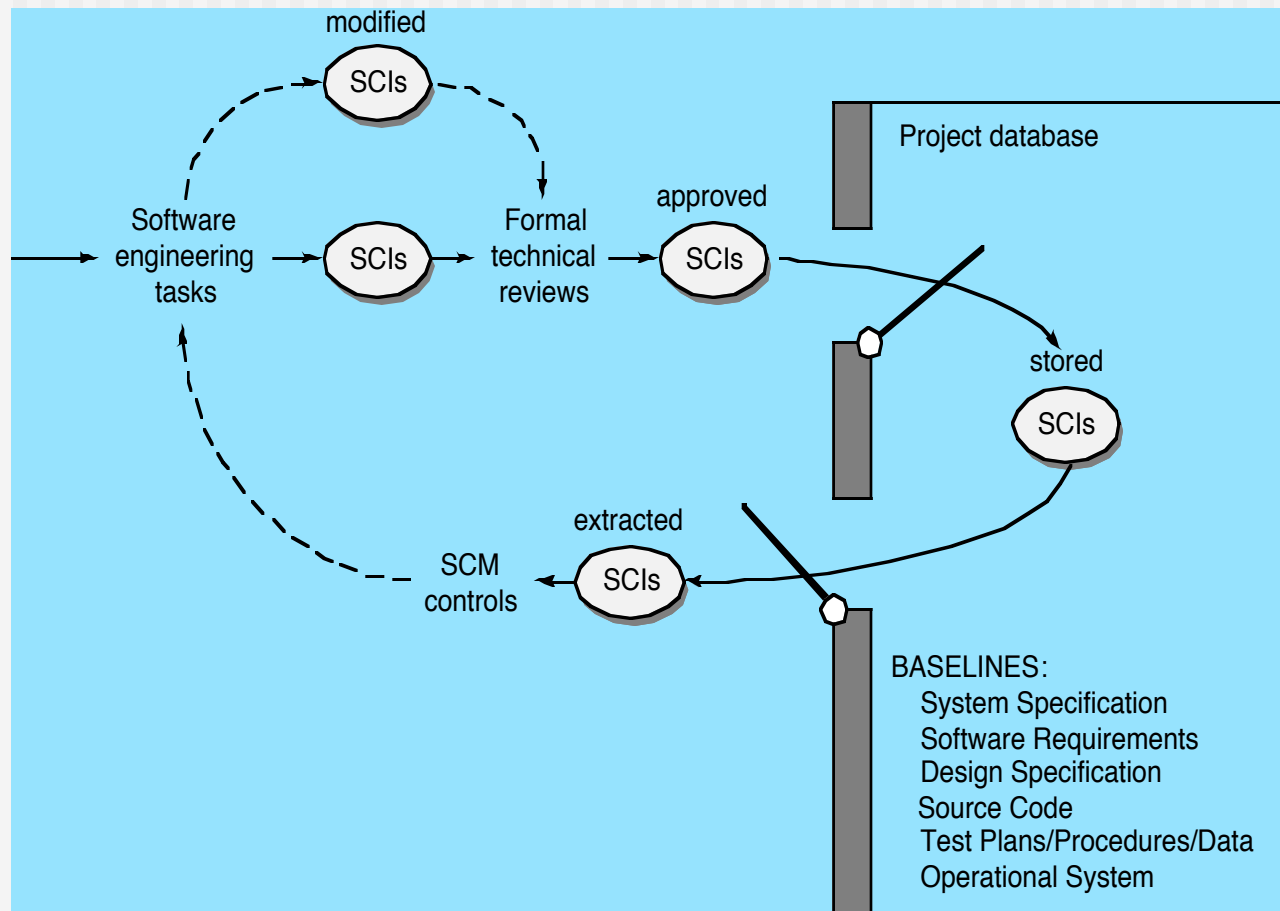 modified
SCIs
Project database
approved
Software
engineering
tasks
SCIs
Formal
technical
reviews
SCIs
stored
SCIs
extracted
SCIs
SCM
controls
BASELINES:
System Specification
Software Requirements
Design Specification
Source Code
Test Plans/Procedures/Data
Operational System